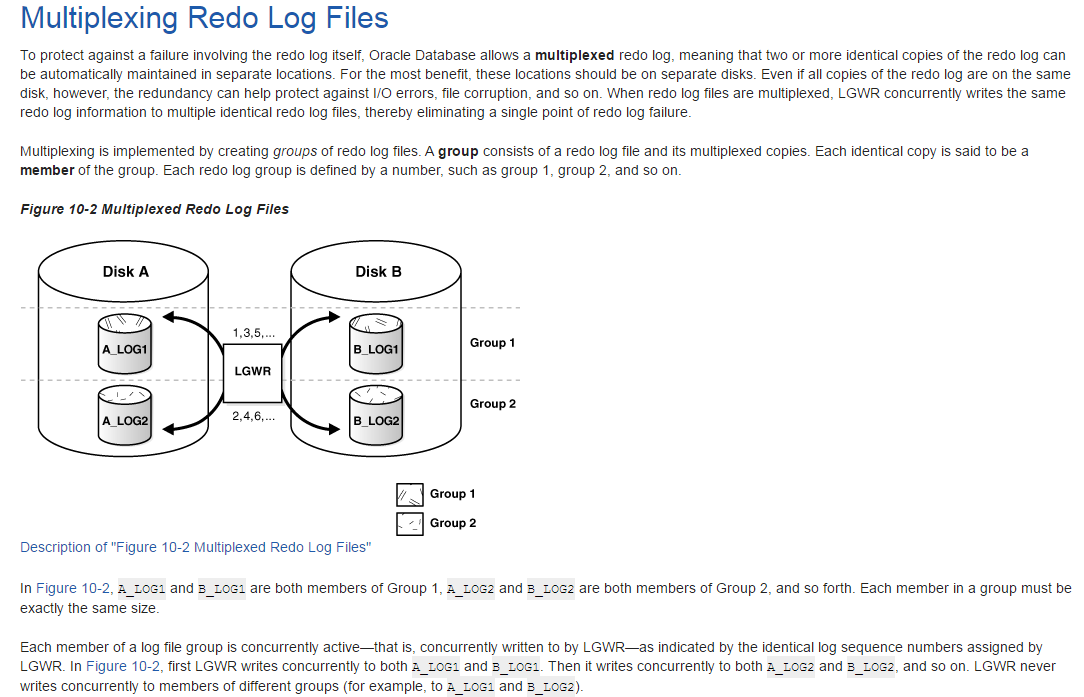 Multiplexing Redo Log Files
To protect against a failure involving the redo log itself, Oracle Database allows a multiplexed redo log, meaning that two or more identical copies of the redo log can
be automatically maintained in separate locations. For the most benefit, these locations should be on separate disks. Even if all copies of the redo log are on the same
disk, however, the redundancy can help protect against I/O errors, file corruption, and so on. When redo log files are multiplexed, LGWR concurrently writes the same
redo log information to multiple identical redo log files, thereby eliminating a single point of redo log failure.
Multiplexing is implemented by creating groups of redo log files. A group consists of a redo log file and its multiplexed copies. Each identical copy is said to be a
member of the group. Each redo log group is defined by a number, such as group 1, group 2, and so on.
Figure 10-2 Multiplexed Redo Log Files
Disk A
Disk B
1,3,5,...
Group 1
A_LOG1
B_LOG1
LGWR
Group 2
2,4,6,...
A_LOG2
B_LOG2
Group 1
Group 2
Description of "Figure 10-2 Multiplexed Redo Log Files"
In Figure 10-2, A_LOG1 and B_LOG1 are both members of Group 1, A_LOG2 and B_LOG2 are both members of Group 2, and so forth. Each member in a group must be
exactly the same size.
Each member of a log file group is concurrently active—that is, concurrently written to by LGWR—as indicated by the identical log sequence numbers assigned by
LGWR. In Figure 10-2, first LGWR writes concurrently to both A_LOG1 and B_LOG1. Then it writes concurrently to both A_LOG2 and B_LOG2, and so on. LGWR never
writes concurrently to members of different groups (for example, to A_LOG1 and B_LOG2).